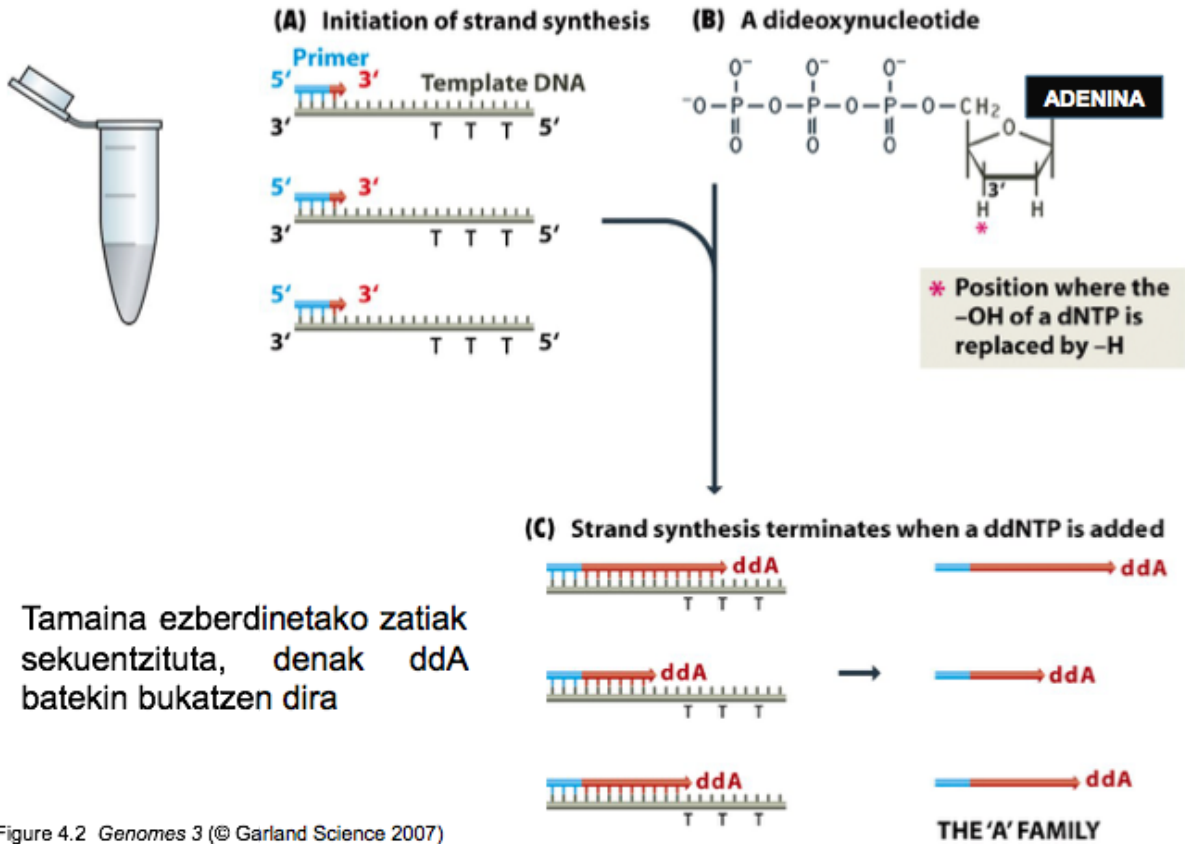 (A) Initiation of strand synthesis
Primer
5′ 3′ Template DNA
3′ T T T 5′
5′ 3′
3′ T T T 5′
5′ 3′
3′ T T T 5′
(B) A dideoxynucleotide
O⁻ O⁻ O⁻
⁻O–P–O–P–O–P–O–CH₂ ADENINA
O O O O
3′
H H
*
* Position where the
–OH of a dNTP is
replaced by –H
(C) Strand synthesis terminates when a ddNTP is added
ddA ddA
T T T
ddA ddA
T T T
ddA ddA
T T T
THE ‘A’ FAMILY
Tamaina ezberdinetako zatiak
sekuentzituta, denak ddA
batekin bukatzen dira
Figure 4.2 Genomes 3 (© Garland Science 2007)